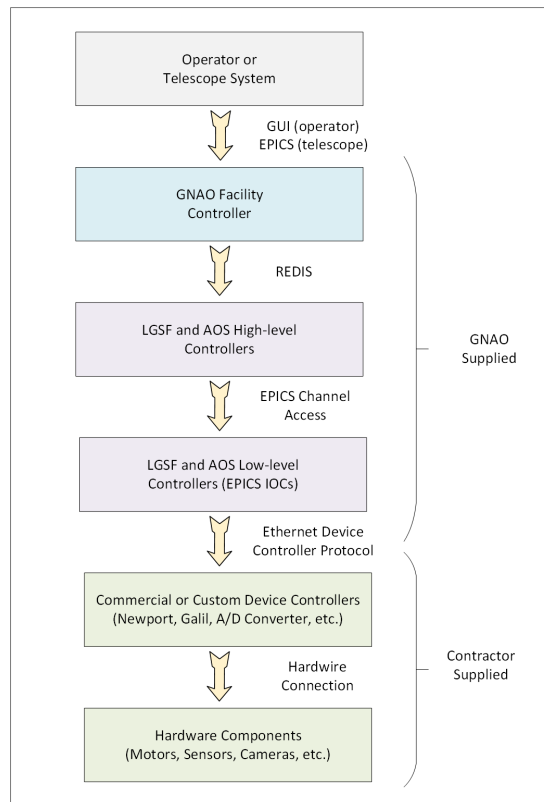 Operator or
Telescope System
GUI (operator)
EPICS (telescope)
GNAO Facility
Controller
REDIS
LGSF and AOS High-level
Controllers
GNAO
Supplied
EPICS Channel
Access
LGSF and AOS Low-level
Controllers (EPICS IOCs)
Ethernet Device
Controller Protocol
Commercial or Custom Device Controllers
(Newport, Galil, A/D Converter, etc.)
Hardwire
Connection
Contractor
Supplied
Hardware Components
(Motors, Sensors, Cameras, etc.)